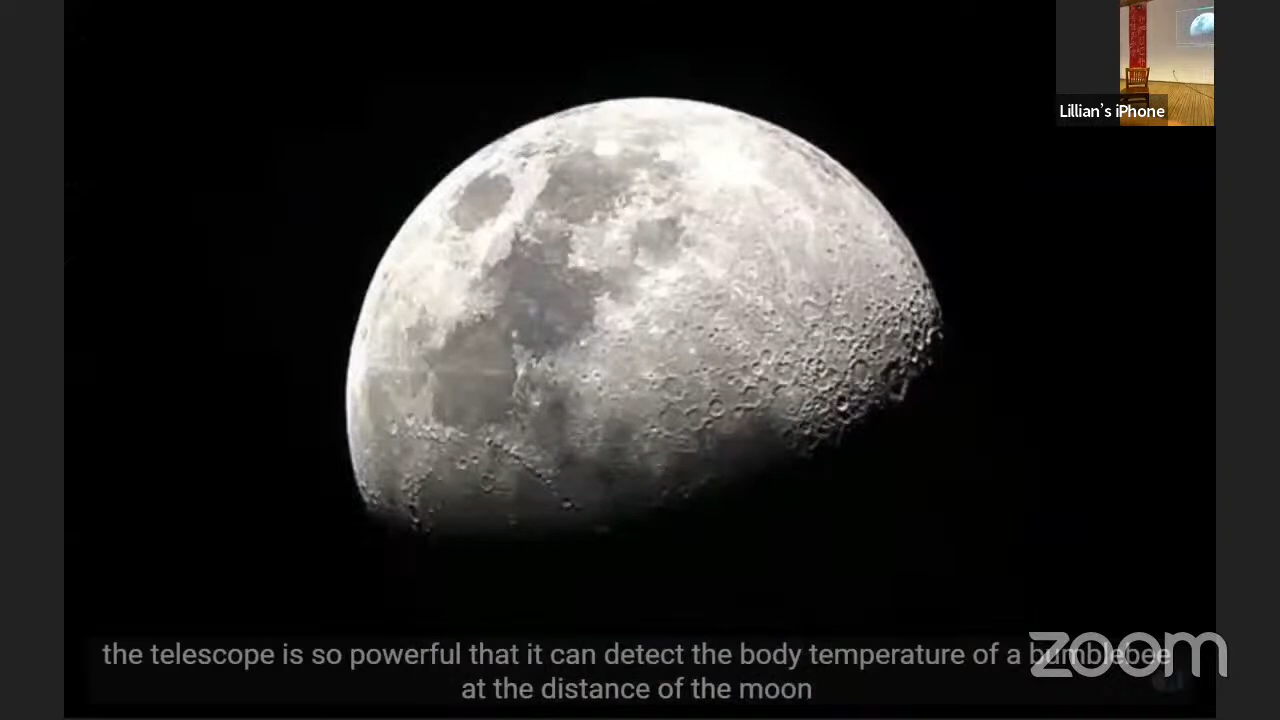 Lillian's iPhone
the telescope is so powerful that it can detect the body temperature of a bumblebee
at the distance of the moon
zoom